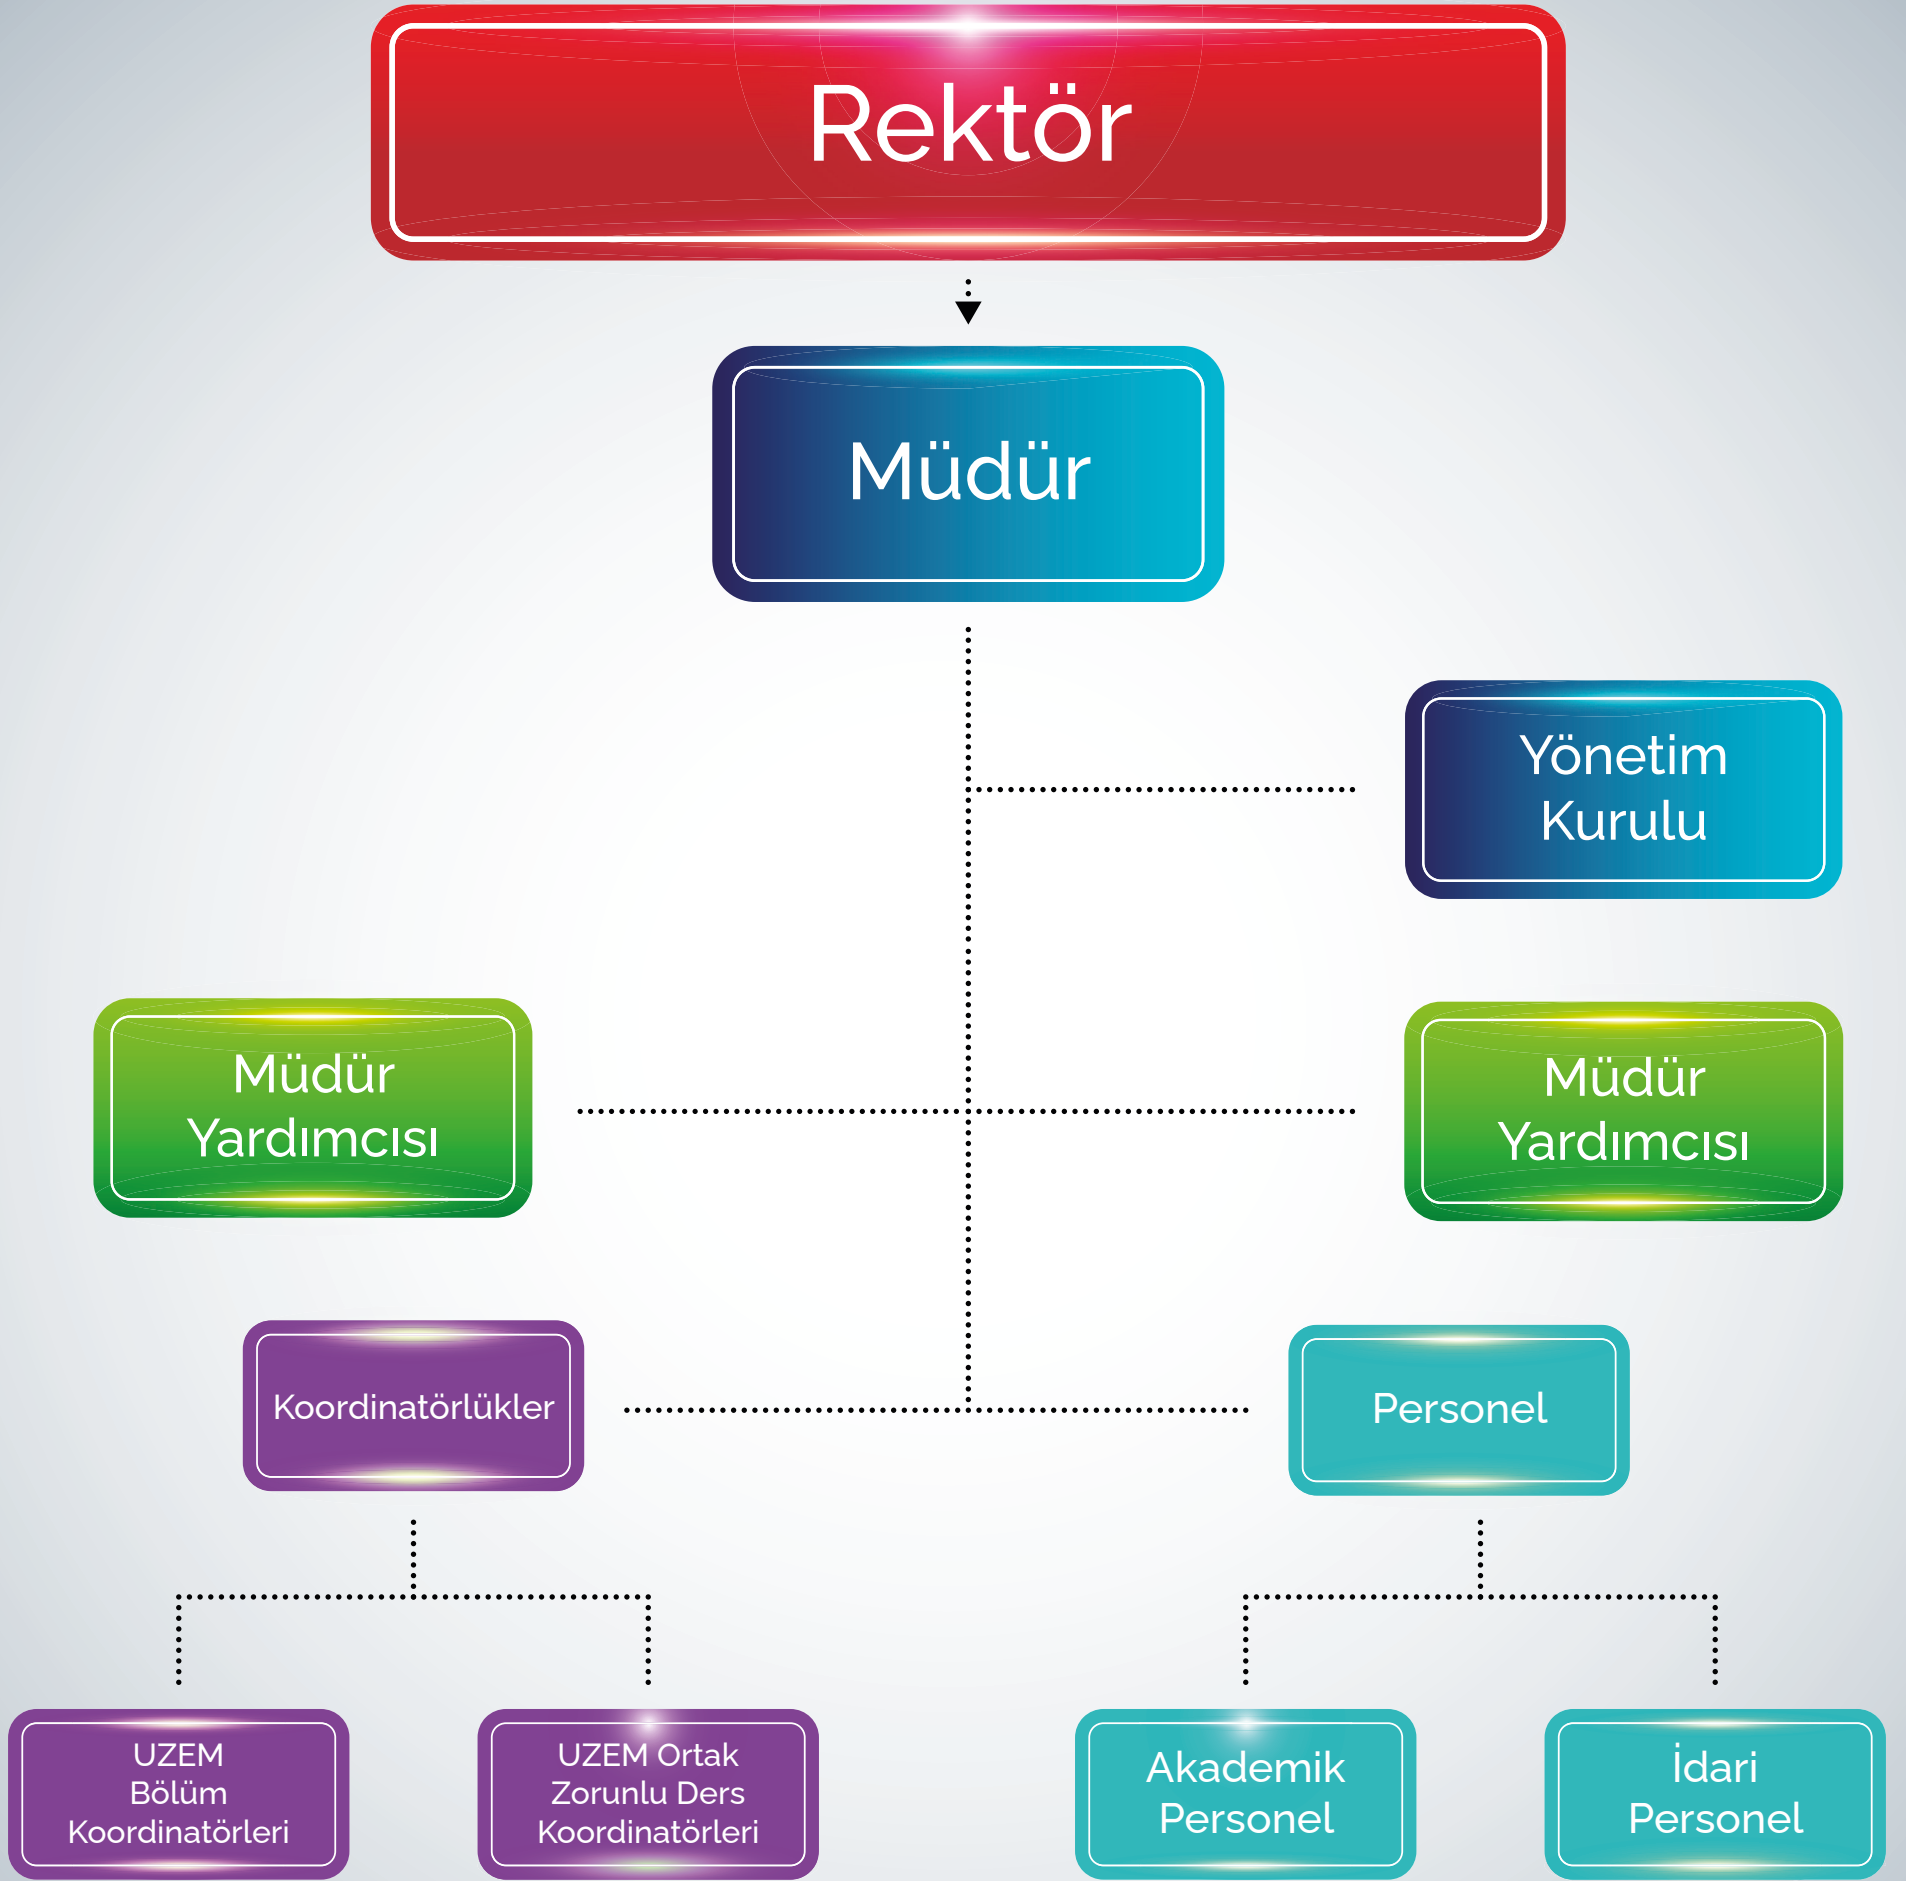 Rektör
Müdür
Yönetim
Kurulu
Müdür
Yardımcısı
Müdür
Yardımcısı
Koordinatörlükler
Personel
UZEM
Bölüm
Koordinatörleri
UZEM Ortak
Zorunlu Ders
Koordinatörleri
Akademik
Personel
İdari
Personel